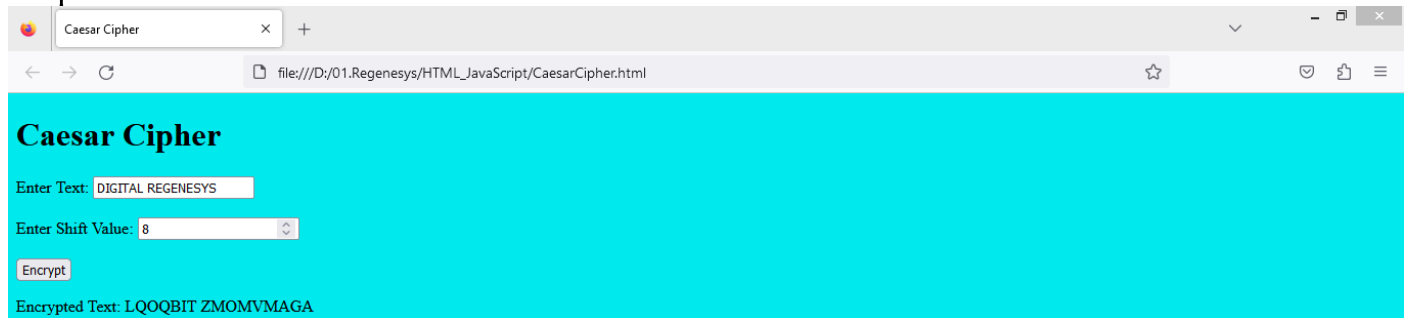 Caesar Cipher
file:///D:/01.Regenesys/HTML_JavaScript/CaesarCipher.html
Caesar Cipher
Enter Text: DIGITAL REGENESYS
Enter Shift Value: 8
Encrypt
Encrypted Text: LQOQBIT ZMOMVMAGA